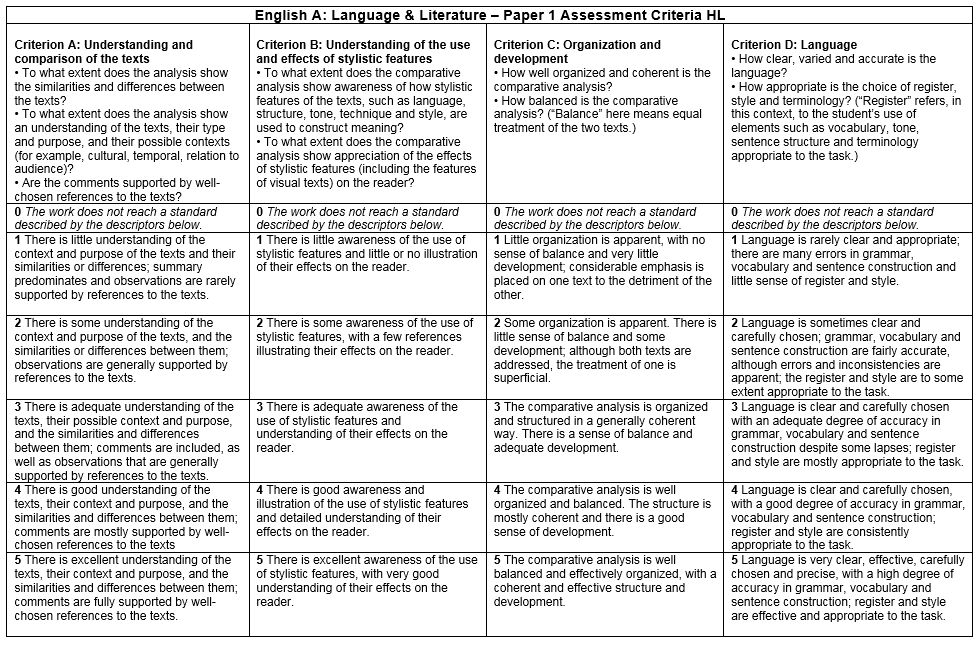 English A: Language & Literature – Paper 1 Assessment Criteria HL
Criterion A: Understanding and
comparison of the texts
• To what extent does the analysis show
the similarities and differences between
the texts?
• To what extent does the analysis show
an understanding of the texts, their type
and purpose, and their possible contexts
(for example, cultural, temporal, relation to
audience)?
• Are the comments supported by well-
chosen references to the texts?
Criterion B: Understanding of the use
and effects of stylistic features
• To what extent does the comparative
analysis show awareness of how stylistic
features of the texts, such as language,
structure, tone, technique and style, are
used to construct meaning?
• To what extent does the comparative
analysis show appreciation of the effects
of stylistic features (including the features
of visual texts) on the reader?
Criterion C: Organization and
development
• How well organized and coherent is the
comparative analysis?
• How balanced is the comparative
analysis? (“Balance” here means equal
treatment of the two texts.)
Criterion D: Language
• How clear, varied and accurate is the
language?
• How appropriate is the choice of register,
style and terminology? (“Register” refers, in
this context, to the student’s use of
elements such as vocabulary, tone,
sentence structure and terminology
appropriate to the task.)
0 The work does not reach a standard
described by the descriptors below.
0 The work does not reach a standard
described by the descriptors below.
0 The work does not reach a standard
described by the descriptors below.
0 The work does not reach a standard
described by the descriptors below.
1 There is little understanding of the
context and purpose of the texts and their
similarities or differences; summary
predominates and observations are rarely
supported by references to the texts.
1 There is little awareness of the use of
stylistic features and little or no illustration
of their effects on the reader.
1 Little organization is apparent, with no
sense of balance and very little
development; considerable emphasis is
placed on one text to the detriment of the
other.
1 Language is rarely clear and appropriate;
there are many errors in grammar,
vocabulary and sentence construction and
little sense of register and style.
2 There is some understanding of the
context and purpose of the texts, and the
similarities or differences between them;
observations are generally supported by
references to the texts.
2 There is some awareness of the use of
stylistic features, with a few references
illustrating their effects on the reader.
2 Some organization is apparent. There is
little sense of balance and some
development; although both texts are
addressed, the treatment of one is
superficial.
2 Language is sometimes clear and
carefully chosen; grammar, vocabulary and
sentence construction are fairly accurate,
although errors and inconsistencies are
apparent; the register and style are to some
extent appropriate to the task.
3 There is adequate understanding of the
texts, their possible context and purpose,
and the similarities and differences
between them; comments are included, as
well as observations that are generally
supported by references to the texts.
3 There is adequate awareness of the
use of stylistic features and
understanding of their effects on the
reader.
3 The comparative analysis is organized
and structured in a generally coherent
way. There is a sense of balance and
adequate development.
3 Language is clear and carefully chosen
with an adequate degree of accuracy in
grammar, vocabulary and sentence
construction despite some lapses; register
and style are mostly appropriate to the task.
4 There is good understanding of the
texts, their context and purpose, and the
similarities and differences between them;
comments are mostly supported by well-
chosen references to the texts
4 There is good awareness and
illustration of the use of stylistic features
and detailed understanding of their
effects on the reader.
4 The comparative analysis is well
organized and balanced. The structure is
mostly coherent and there is a good
sense of development.
4 Language is clear and carefully chosen,
with a good degree of accuracy in grammar,
vocabulary and sentence construction;
register and style are consistently
appropriate to the task.
5 There is excellent understanding of the
texts, their context and purpose, and the
similarities and differences between them;
comments are fully supported by well-
chosen references to the texts.
5 There is excellent awareness of the use
of stylistic features, with very good
understanding of their effects on the
reader.
5 The comparative analysis is well
balanced and effectively organized, with a
coherent and effective structure and
development.
5 Language is very clear, effective, carefully
chosen and precise, with a high degree of
accuracy in grammar, vocabulary and
sentence construction; register and style
are effective and appropriate to the task.